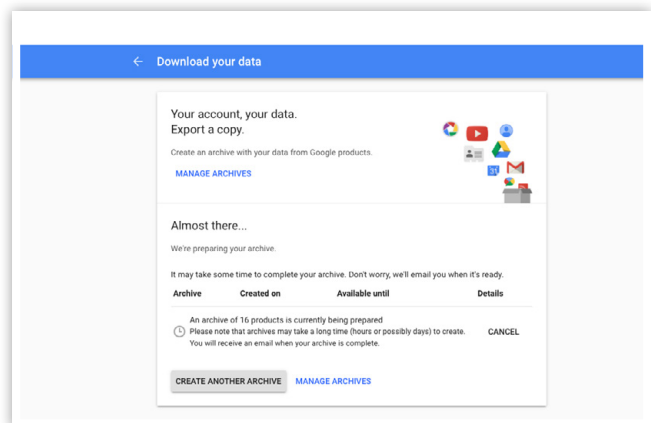 Download your data
Your account, your data.
Export a copy.
Create an archive with your data from Google products.
MANAGE ARCHIVES
31
Almost there...
We're preparing your archive.
It may take some time to complete your archive. Don't worry, we'll email you when it's ready.
Archive Created on Available until Details
An archive of 16 products is currently being prepared
Please note that archives may take a long time (hours or possibly days) to create. CANCEL
You will receive an email when your archive is complete.
CREATE ANOTHER ARCHIVE MANAGE ARCHIVES